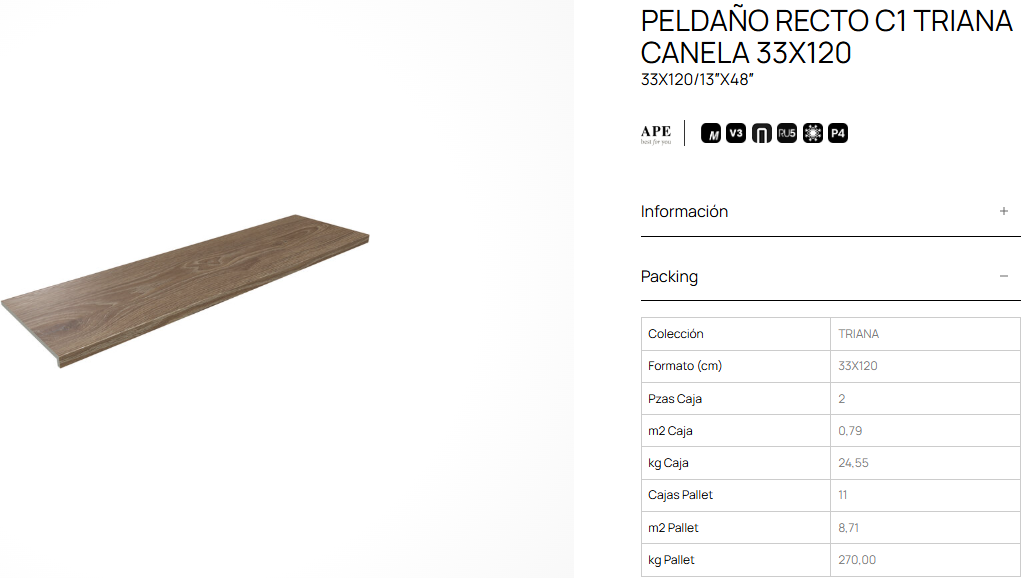 PELDAÑO RECTO C1 TRIANA
CANELA 33X120
33X120/13"X48"
APE
best for you
M V3 RU5 P4
Información +
Packing −
Colección TRIANA
Formato (cm) 33X120
Pzas Caja 2
m2 Caja 0,79
kg Caja 24,55
Cajas Pallet 11
m2 Pallet 8,71
kg Pallet 270,00